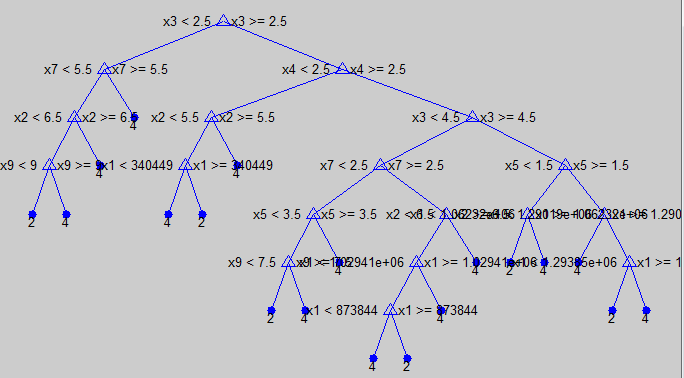 x3 < 2.5 x3 >= 2.5
x7 < 5.5 x7 >= 5.5 x4 < 2.5 x4 >= 2.5
x2 < 6.5 x2 >= 6.5 4 x2 < 5.5 x2 >= 5.5 x3 < 4.5 x3 >= 4.5
x9 < 9 x9 >= 9 4 x1 < 340449 x1 >= 340449 4 x7 < 2.5 x7 >= 2.5 x5 < 1.5 x5 >= 1.5
2 4 4 2 x5 < 3.5 x5 >= 3.5
x9 < 7.5 4 4 2 4 4
2 4 x1 < 873844 x1 >= 873844 4 2 4
4 2